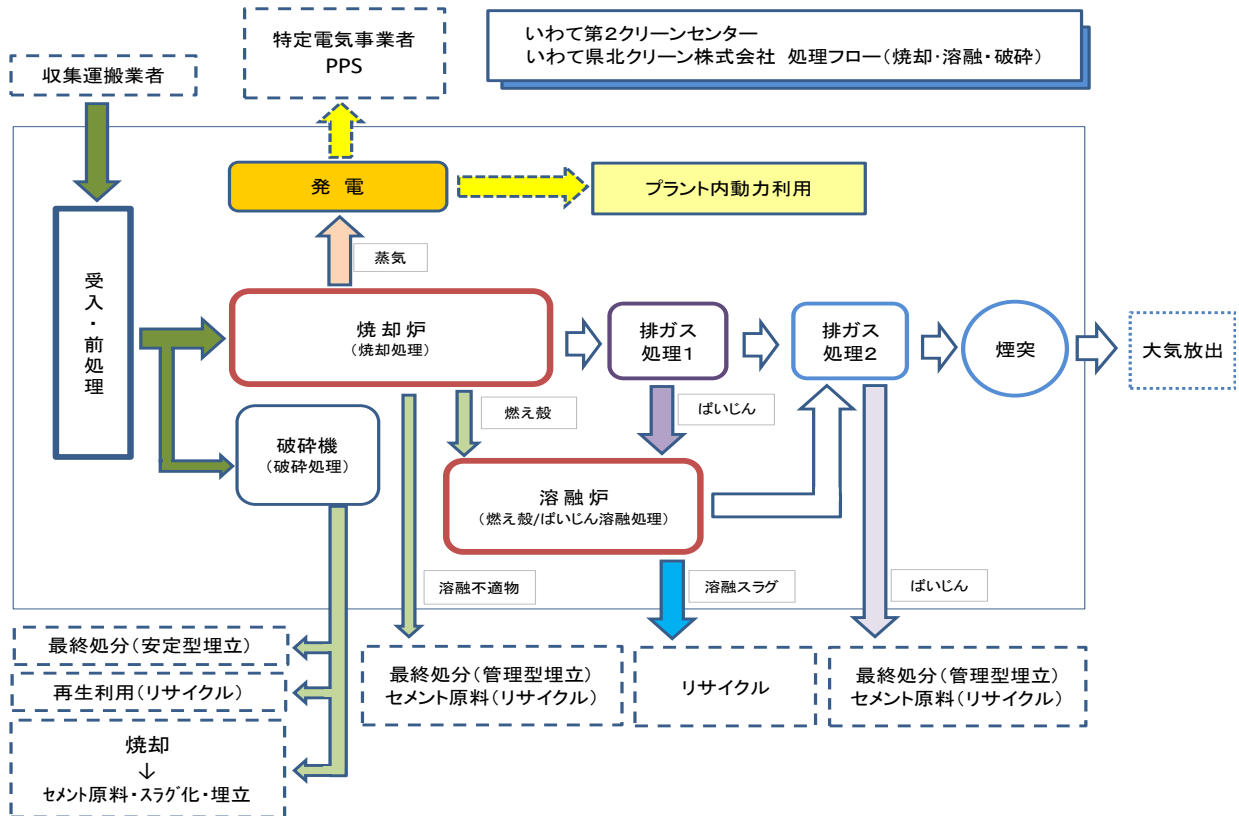 いわて第2クリーンセンター
いわて県北クリーン株式会社 処理フロー(焼却・溶融・破砕)
特定電気事業者
PPS
収集運搬業者
発 電
プラント内動力利用
蒸気
受入・前処理
焼却炉
(焼却処理)
排ガス
処理1
排ガス
処理2
煙突
大気放出
燃え殻
ばいじん
破砕機
(破砕処理)
溶融炉
(燃え殻/ばいじん溶融処理)
溶融不適物
溶融スラグ
ばいじん
最終処分(安定型埋立)
再生利用(リサイクル)
焼却
↓
セメント原料・スラグ化・埋立
最終処分(管理型埋立)
セメント原料(リサイクル)
リサイクル
最終処分(管理型埋立)
セメント原料(リサイクル)